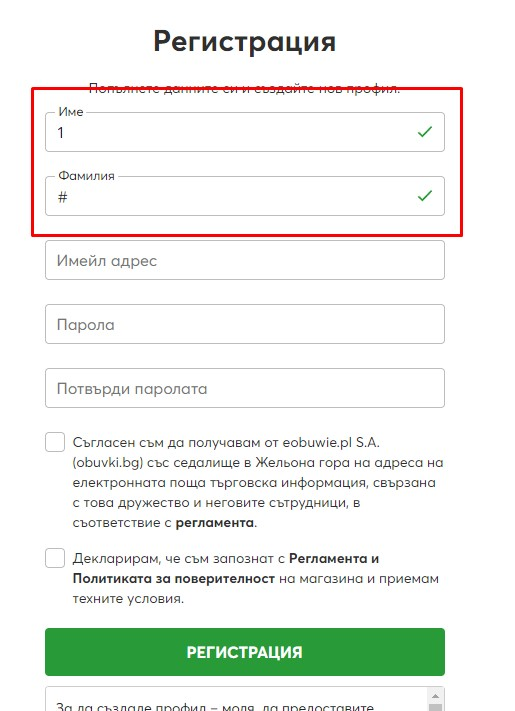 Регистрация
Попълнете данните си и създайте нов профил.
Име
1
Фамилия
#
Имейл адрес
Парола
Потвърди паролата
Съгласен съм да получавам от eobuwie.pl S.A.
(obuvki.bg) със седалище в Жельона гора на адреса на
електронната поща търговска информация, свързана
с това дружество и неговите сътрудници, в
съответствие с регламента.
Декларирам, че съм запознат с Регламента и
Политиката за поверителност на магазина и приемам
техните условия.
РЕГИСТРАЦИЯ
За да създаде профил – моля, да предоставите